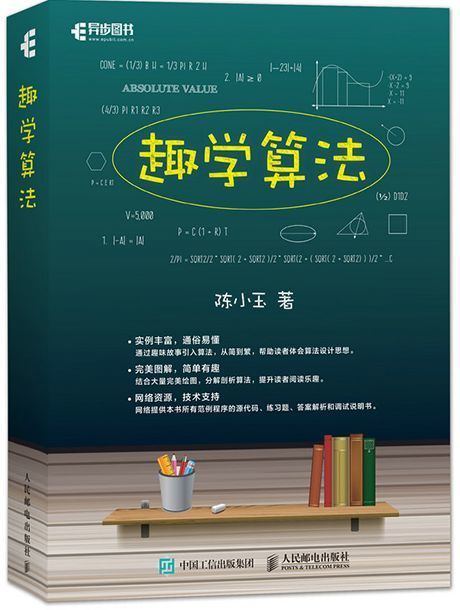 异步图书
www.epubit.com.cn
CONE = (1/3) B H = 1/3 PI R 2 H
2. |A| ≥ 0
|-23|+|4|
ABSOLUTE VALUE
(4/3) PI R1 R2 R3
-(X+2) = 9
-X - 2 = 9
X = 11
X = -11
趣学算法
P = C E R T
(½) D1D2
V=5,000
P = C (1 + R) T
1. |-A| = |A|
2/PI = SQRT2/2 * SQRT( 2 + SQRT2 )/2 * SQRT(2 + ( SQRT( 2 + SQRT2) ) )/2 * ...C
陈小玉 著
• 实例丰富，通俗易懂
通过趣味故事引入算法，从简到繁，帮助读者体会算法设计思想。
• 完美图解，简单有趣
结合大量完美绘图，分解剖析算法，提升读者阅读乐趣。
• 网络资源，技术支持
网络提供本书所有范例程序的源代码、练习题、答案解析和调试说明书。
中国工信出版集团
人民邮电出版社
POSTS & TELECOM PRESS
趣学算法
人民邮电出版社